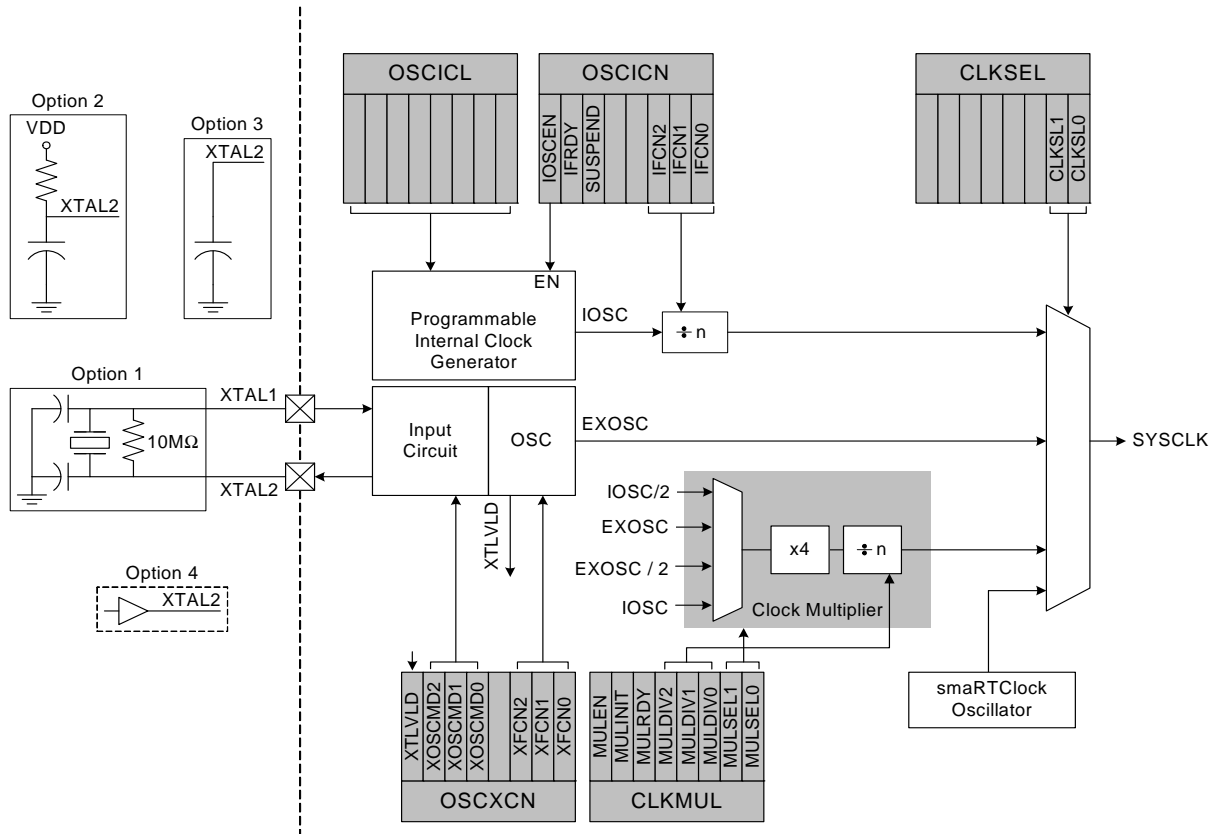 OSCICL
OSCICN
CLKSEL
IOSCEN
IFRDY
SUSPEND
IFCN2
IFCN1
IFCN0
CLKSL1
CLKSL0
Option 2
VDD
XTAL2
Option 3
XTAL2
EN
Programmable
Internal Clock
Generator
IOSC
÷ n
Option 1
XTAL1
10MΩ
XTAL2
Input
Circuit
OSC
EXOSC
SYSCLK
XTLVLD
IOSC/2
EXOSC
EXOSC / 2
IOSC
x4
÷ n
Clock Multiplier
Option 4
XTAL2
smaRTClock
Oscillator
XTLVLD
XOSCMD2
XOSCMD1
XOSCMD0
XFCN2
XFCN1
XFCN0
OSCXCN
MULEN
MULINIT
MULRDY
MULDIV2
MULDIV1
MULDIV0
MULSEL1
MULSEL0
CLKMUL